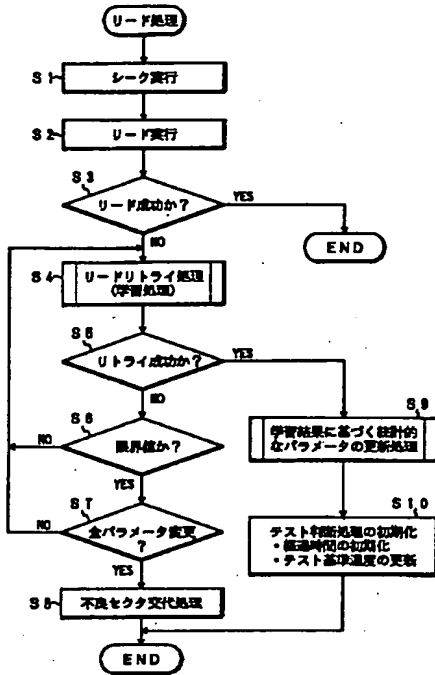 リード処理
S1
シーク実行
S2
リード実行
S3
リード成功か?
YES
NO
END
S4
リードリトライ処理
(学習処理)
S5
リトライ成功か?
YES
NO
S6
限界値か?
NO
YES
S7
全パラメータ変更
?
NO
YES
S8
不良セクタ交代処理
S9
学習結果に基づく統計的
なパラメータの更新処理
S10
テスト判断処理の初期化
・経過時間の初期化
・テスト基準温度の更新
END